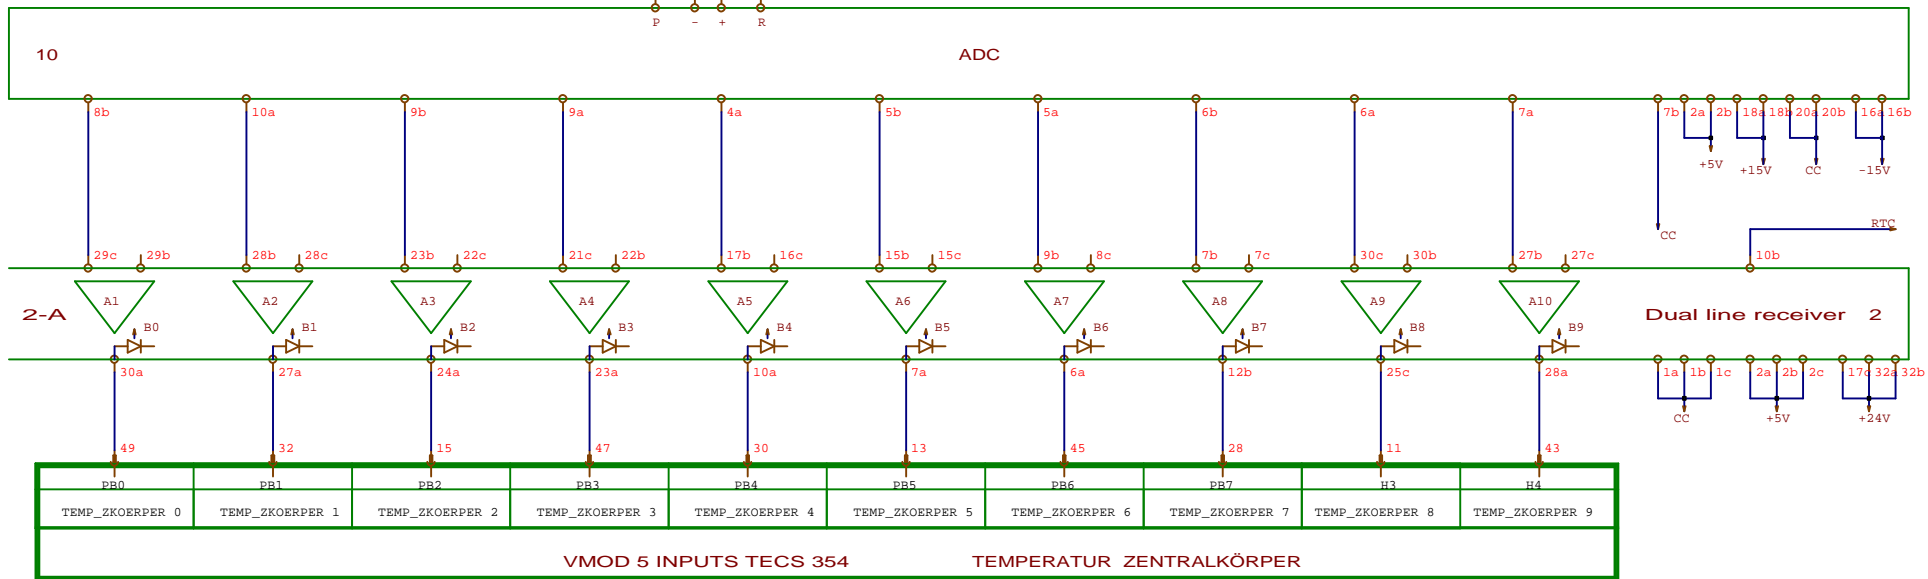 P - + R
10 ADC
8b 10a 9b 9a 4a 5b 5a 6b 6a 7a 7b 2a 2b 18a 18b 20a 20b 16a 16b
+5V +15V CC -15V
RTC
CC
29c 29b 28b 28c 23b 22c 21c 22b 17b 16c 15b 15c 9b 8c 7b 7c 30c 30b 27b 27c 10b
A1 A2 A3 A4 A5 A6 A7 A8 A9 A10
2-A Dual line receiver 2
B0 B1 B2 B3 B4 B5 B6 B7 B8 B9
30a 27a 24a 23a 10a 7a 6a 12b 25c 28a 1a 1b 1c 2a 2b 2c 17c 32a 32b
CC +5V +24V
49 32 15 47 30 13 45 28 11 43
PB0 PB1 PB2 PB3 PB4 PB5 PB6 PB7 H3 H4
TEMP_ZKOERPER 0 TEMP_ZKOERPER 1 TEMP_ZKOERPER 2 TEMP_ZKOERPER 3 TEMP_ZKOERPER 4 TEMP_ZKOERPER 5 TEMP_ZKOERPER 6 TEMP_ZKOERPER 7 TEMP_ZKOERPER 8 TEMP_ZKOERPER 9
VMOD 5 INPUTS TECS 354 TEMPERATUR ZENTRALKÖRPER